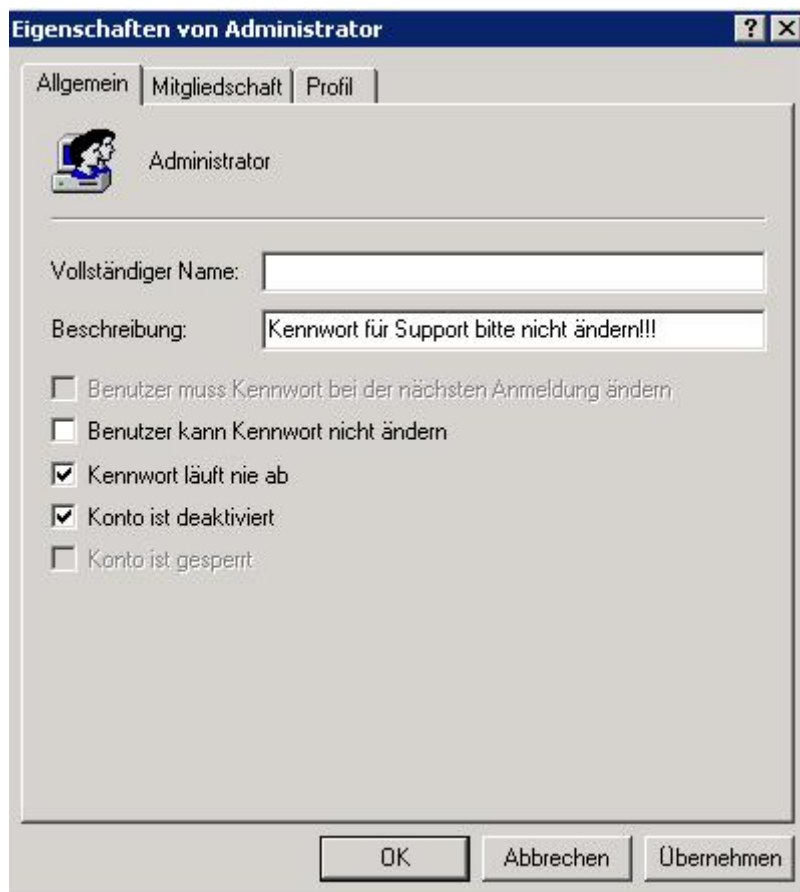 Eigenschaften von Administrator
Allgemein Mitgliedschaft Profil
Administrator
Vollständiger Name:
Beschreibung: Kennwort für Support bitte nicht ändern!!!
Benutzer muss Kennwort bei der nächsten Anmeldung ändern
Benutzer kann Kennwort nicht ändern
Kennwort läuft nie ab
Konto ist deaktiviert
Konto ist gesperrt
OK Abbrechen Übernehmen